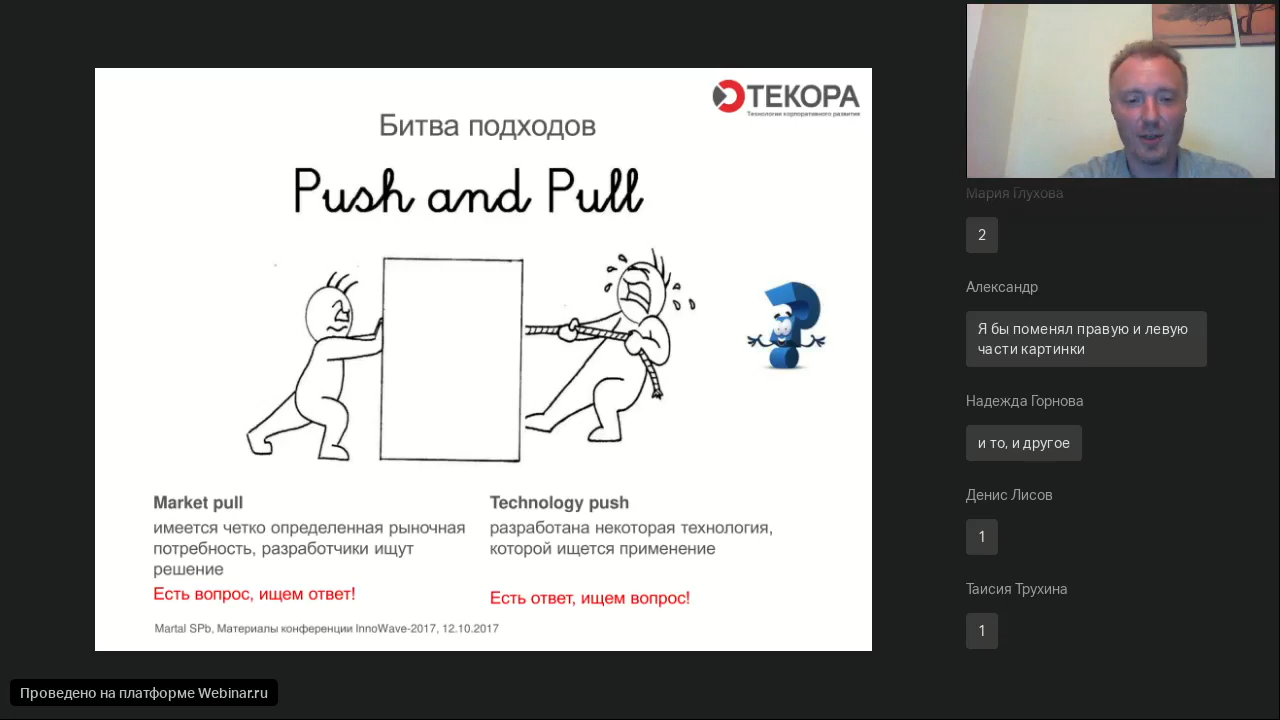 ТЕКОРА
Технологии корпоративного развития
Битва подходов
Push and Pull
Market pull
имеется четко определенная рыночная
потребность, разработчики ищут
решение
Есть вопрос, ищем ответ!
Technology push
разработана некоторая технология,
которой ищется применение
Есть ответ, ищем вопрос!
Martal SPb, Материалы конференции InnoWave-2017, 12.10.2017
Проведено на платформе Webinar.ru
Мария Глухова
2
Александр
Я бы поменял правую и левую
части картинки
Надежда Горнова
и то, и другое
Денис Лисов
1
Таисия Трухина
1